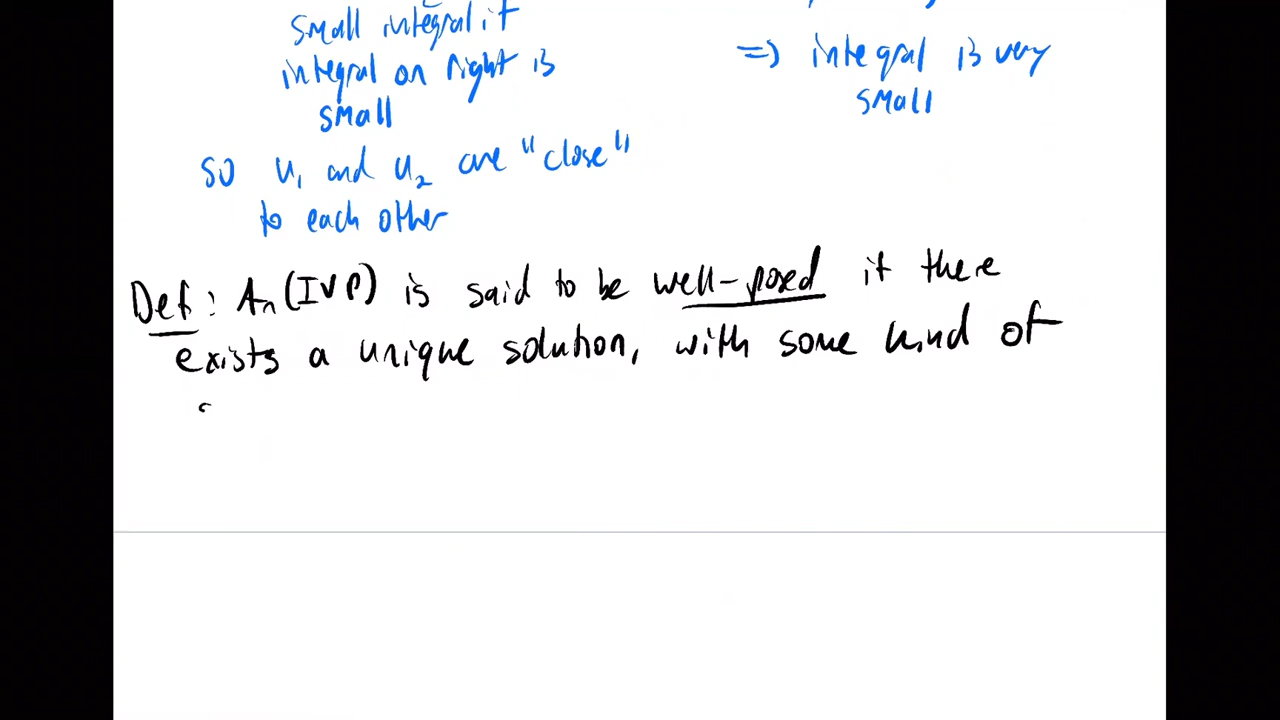 small integral if
integral on right is
small
=> integral is very
small
so u₁ and u₂ are "close"
to each other
Def: An (IVP) is said to be well-posed if there
exists a unique solution, with some kind of